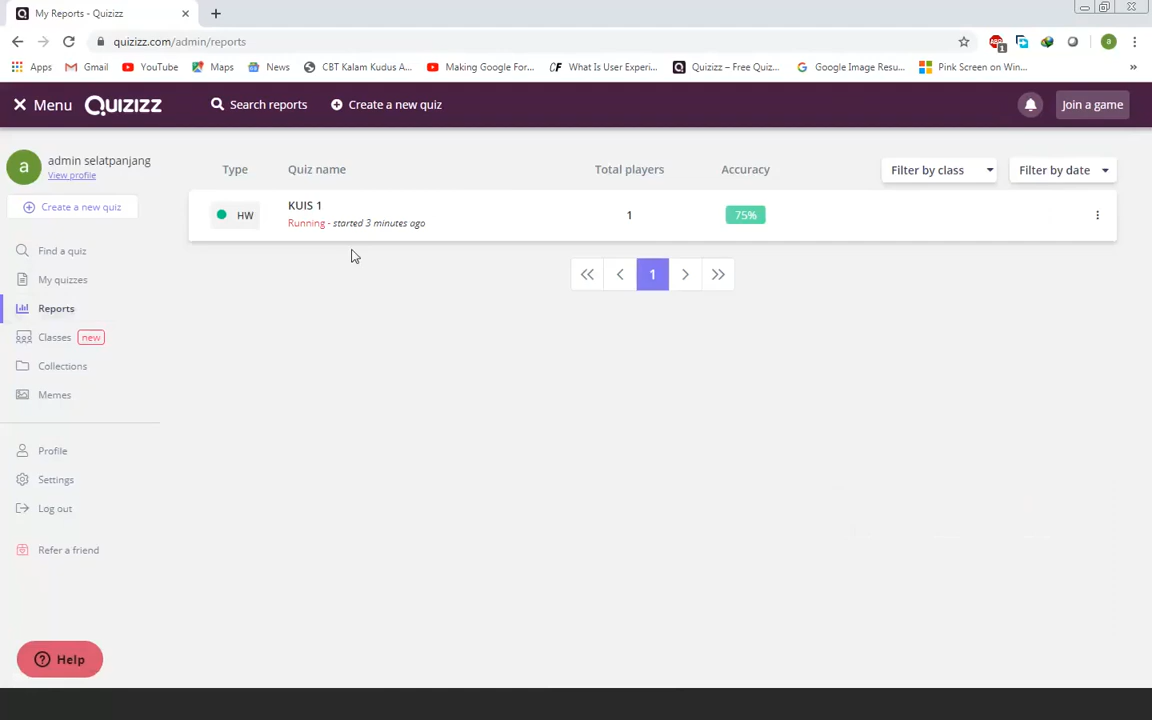 My Reports - Quizizz
quizizz.com/admin/reports
ABP 1 a
Apps Gmail YouTube Maps News CBT Kalam Kudus A... Making Google For... CF What Is User Experi... Quizizz – Free Quiz... Google Image Resu... Pink Screen on Win... »
Menu QUIZIZZ Search reports Create a new quiz Join a game
a admin selatpanjang
View profile
Create a new quiz
Find a quiz
My quizzes
Reports
Classes new
Collections
Memes
Profile
Settings
Log out
Refer a friend
Help
Type Quiz name Total players Accuracy Filter by class Filter by date
HW KUIS 1 1 75%
Running - started 3 minutes ago
1